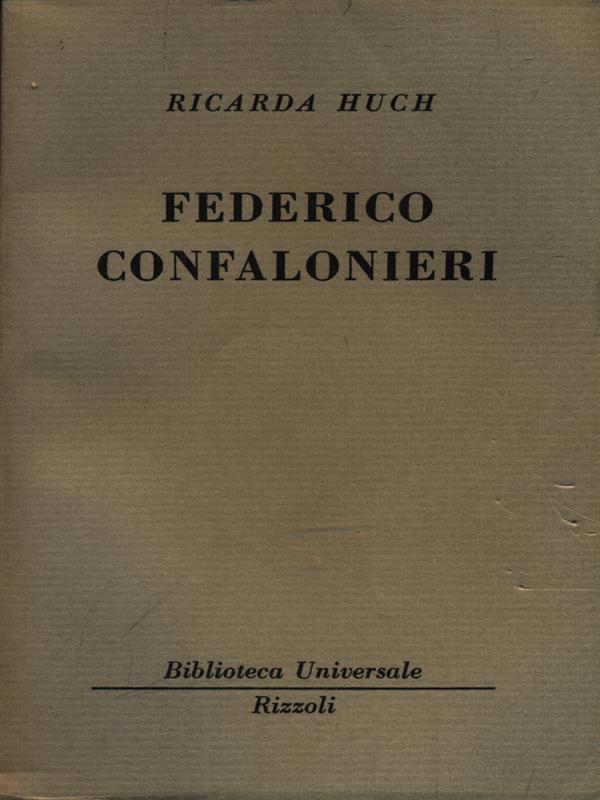 RICARDA HUCH
FEDERICO
CONFALONIERI
Biblioteca Universale
Rizzoli